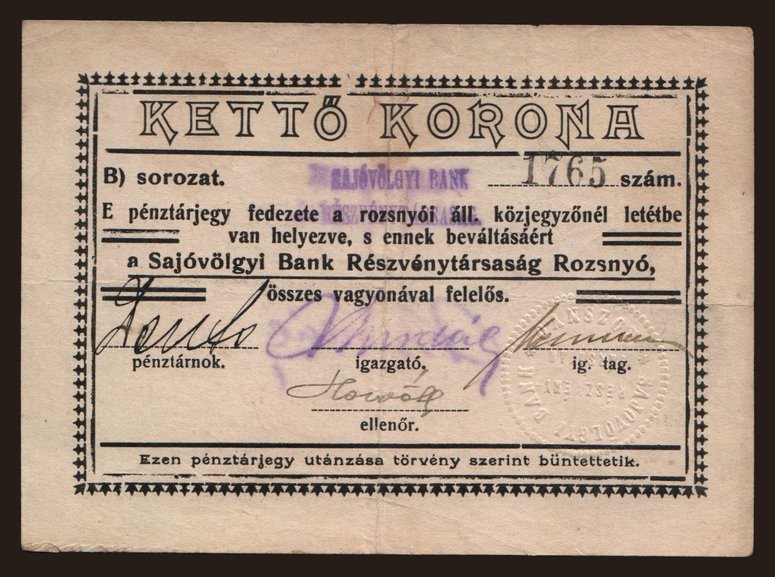 KETTŐ KORONA
B) sorozat. SAJÓVÖLGYI BANK 1765 szám.
RÉSZVÉNYTÁRSASÁG
E pénztárjegy fedezete a rozsnyói áll. közjegyzőnél letétbe
van helyezve, s ennek beváltásáért
a Sajóvölgyi Bank Részvénytársaság Rozsnyó,
összes vagyonával felelős.
pénztárnok. igazgató. ig. tag.
ellenőr.
Ezen pénztárjegy utánzása törvény szerint büntettetik.